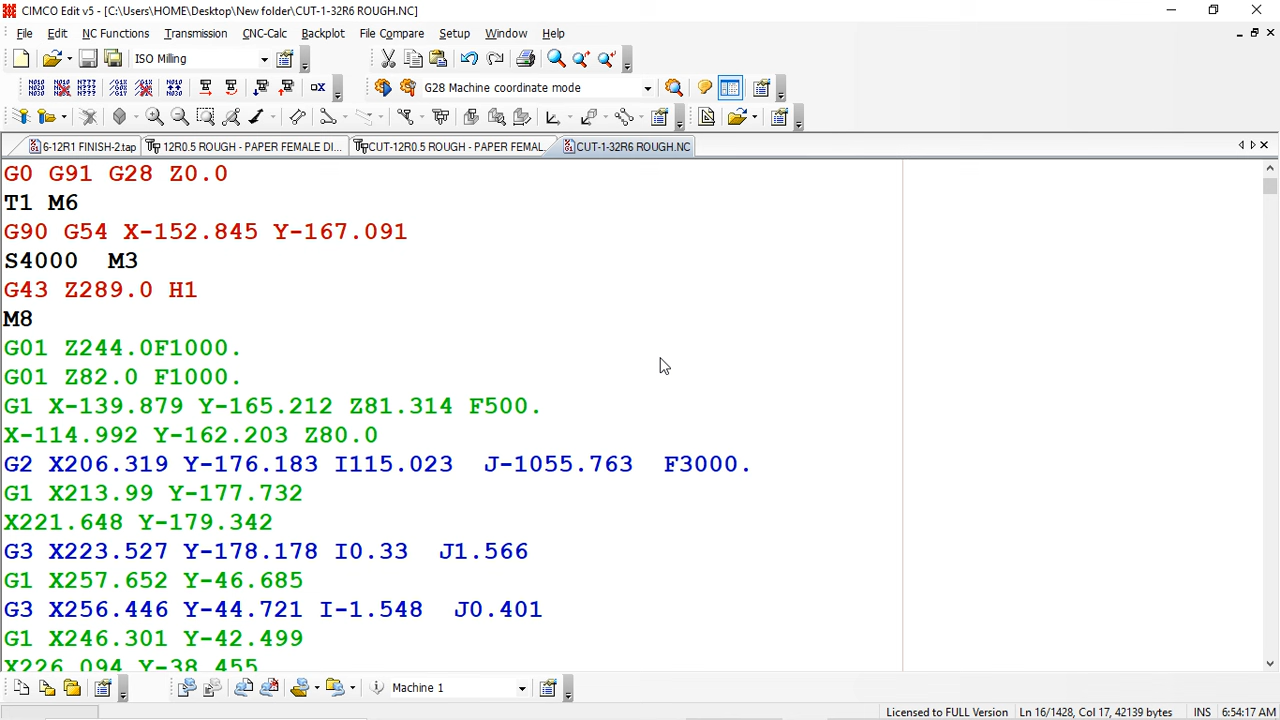 CIMCO Edit v5 - [C:\Users\HOME\Desktop\New folder\CUT-1-32R6 ROUGH.NC]
File Edit NC Functions Transmission CNC-Calc Backplot File Compare Setup Window Help
ISO Milling
G28 Machine coordinate mode
6-12R1 FINISH-2.tap 12R0.5 ROUGH - PAPER FEMALE DI... CUT-12R0.5 ROUGH - PAPER FEMAL... CUT-1-32R6 ROUGH.NC
G0 G91 G28 Z0.0
T1 M6
G90 G54 X-152.845 Y-167.091
S4000 M3
G43 Z289.0 H1
M8
G01 Z244.0F1000.
G01 Z82.0 F1000.
G1 X-139.879 Y-165.212 Z81.314 F500.
X-114.992 Y-162.203 Z80.0
G2 X206.319 Y-176.183 I115.023 J-1055.763 F3000.
G1 X213.99 Y-177.732
X221.648 Y-179.342
G3 X223.527 Y-178.178 I0.33 J1.566
G1 X257.652 Y-46.685
G3 X256.446 Y-44.721 I-1.548 J0.401
G1 X246.301 Y-42.499
X226.094 Y-38.455
Machine 1
Licensed to FULL Version Ln 16/1428, Col 17, 42139 bytes INS 6:54:17 AM